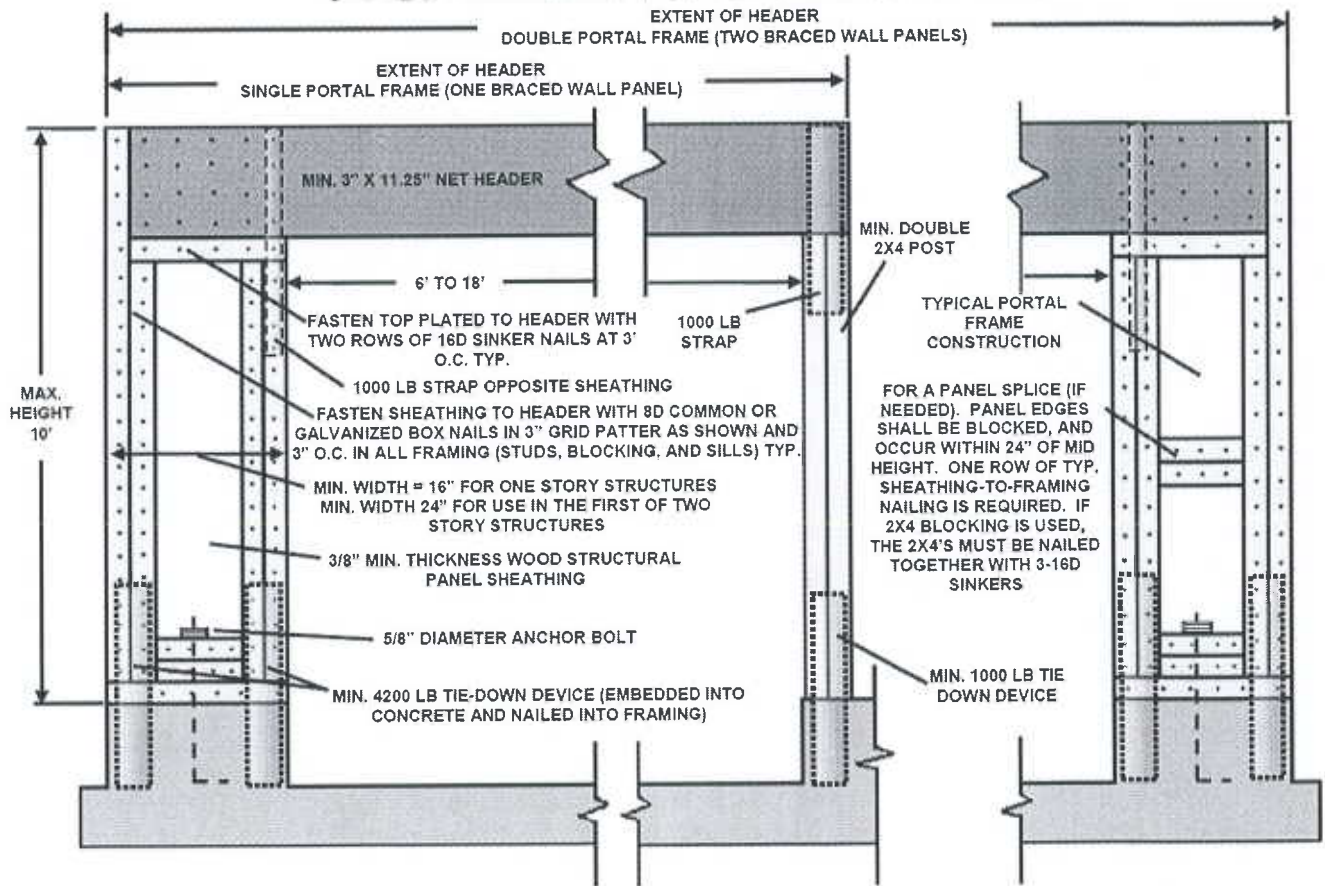 EXTENT OF HEADER
DOUBLE PORTAL FRAME (TWO BRACED WALL PANELS)
EXTENT OF HEADER
SINGLE PORTAL FRAME (ONE BRACED WALL PANEL)
MIN. 3" X 11.25" NET HEADER
MAX.
HEIGHT
10'
6' TO 18'
FASTEN TOP PLATED TO HEADER WITH
TWO ROWS OF 16D SINKER NAILS AT 3'
O.C. TYP.
1000 LB STRAP OPPOSITE SHEATHING
FASTEN SHEATHING TO HEADER WITH 8D COMMON OR
GALVANIZED BOX NAILS IN 3" GRID PATTER AS SHOWN AND
3" O.C. IN ALL FRAMING (STUDS, BLOCKING, AND SILLS) TYP.
MIN. WIDTH = 16" FOR ONE STORY STRUCTURES
MIN. WIDTH 24" FOR USE IN THE FIRST OF TWO
STORY STRUCTURES
3/8" MIN. THICKNESS WOOD STRUCTURAL
PANEL SHEATHING
5/8" DIAMETER ANCHOR BOLT
MIN. 4200 LB TIE-DOWN DEVICE (EMBEDDED INTO
CONCRETE AND NAILED INTO FRAMING)
1000 LB
STRAP
MIN. DOUBLE
2X4 POST
TYPICAL PORTAL
FRAME
CONSTRUCTION
FOR A PANEL SPLICE (IF
NEEDED). PANEL EDGES
SHALL BE BLOCKED, AND
OCCUR WITHIN 24" OF MID
HEIGHT. ONE ROW OF TYP.
SHEATHING-TO-FRAMING
NAILING IS REQUIRED. IF
2X4 BLOCKING IS USED,
THE 2X4'S MUST BE NAILED
TOGETHER WITH 3-16D
SINKERS
MIN. 1000 LB TIE
DOWN DEVICE